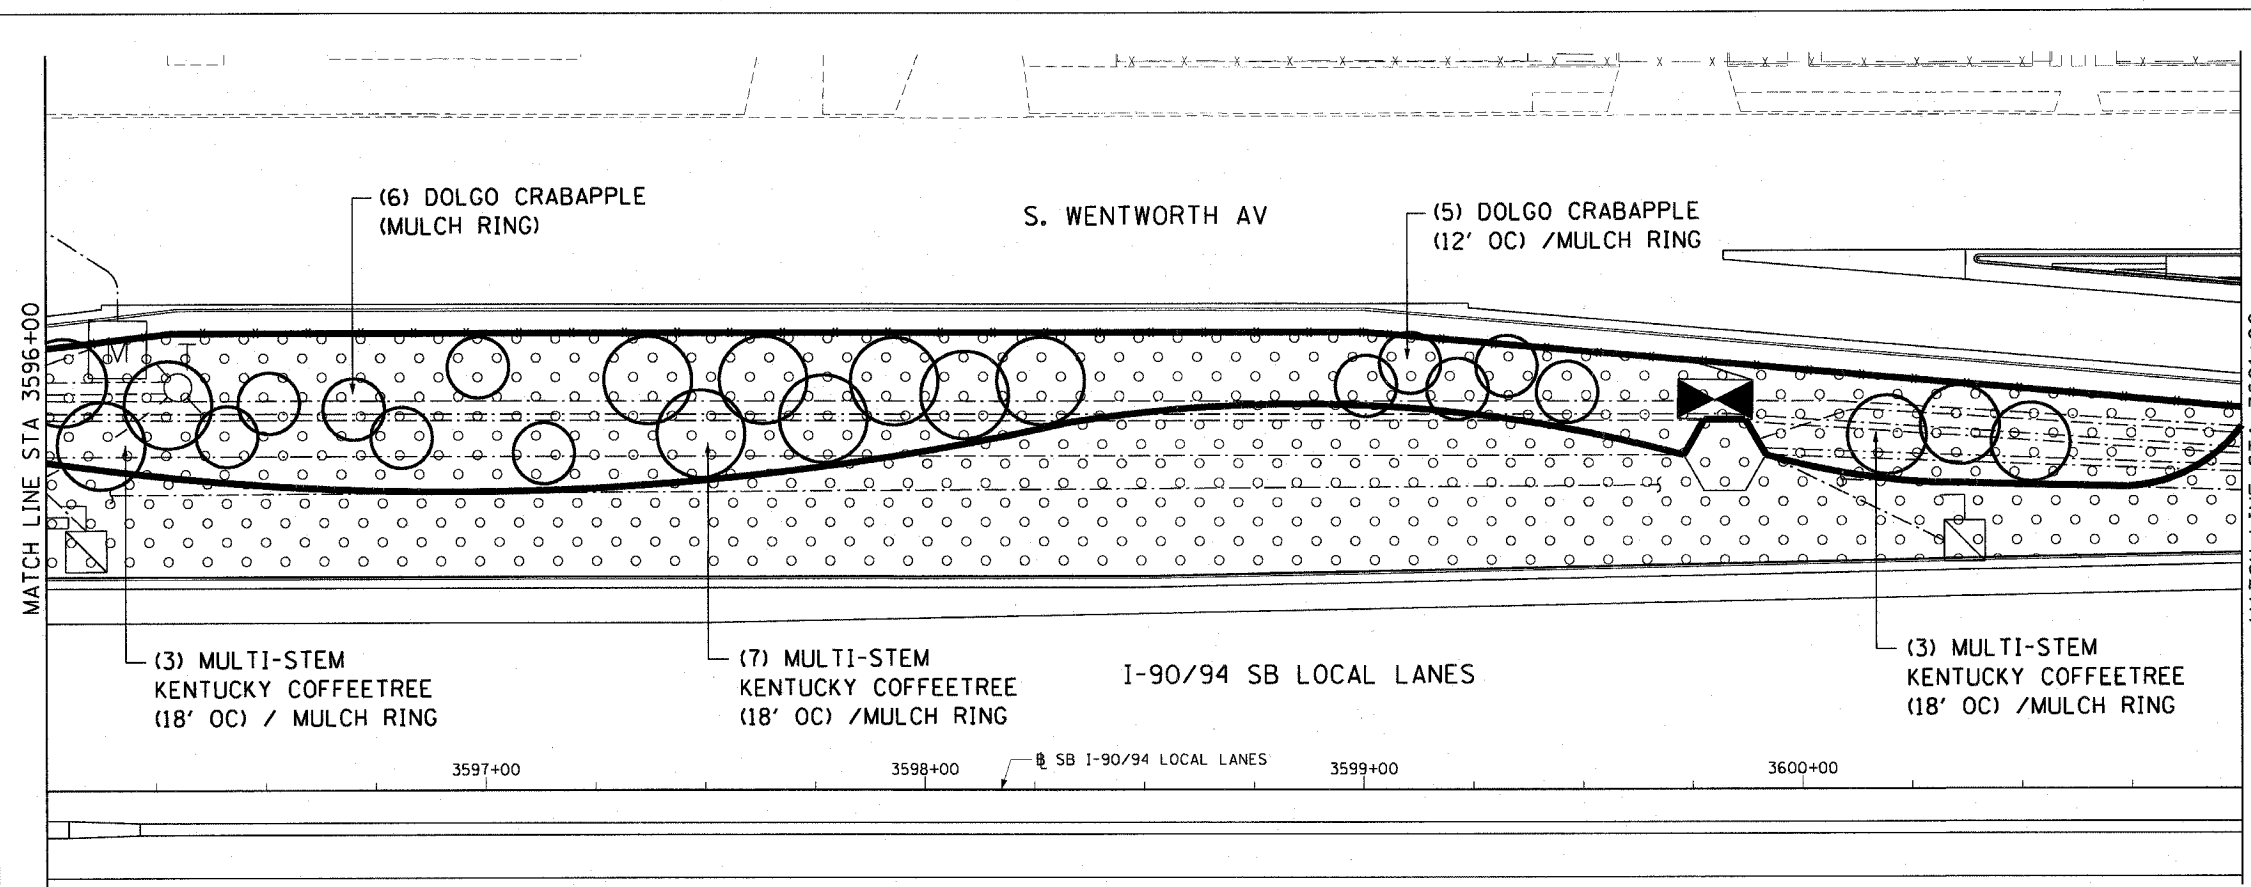 (6) DOLGO CRABAPPLE
(MULCH RING)
S. WENTWORTH AV
(5) DOLGO CRABAPPLE
(12' OC) /MULCH RING
MATCH LINE STA 3596+00
M
(3) MULTI-STEM
KENTUCKY COFFEETREE
(18' OC) / MULCH RING
(7) MULTI-STEM
KENTUCKY COFFEETREE
(18' OC) /MULCH RING
I-90/94 SB LOCAL LANES
(3) MULTI-STEM
KENTUCKY COFFEETREE
(18' OC) /MULCH RING
3597+00
3598+00
SB I-90/94 LOCAL LANES
3599+00
3600+00